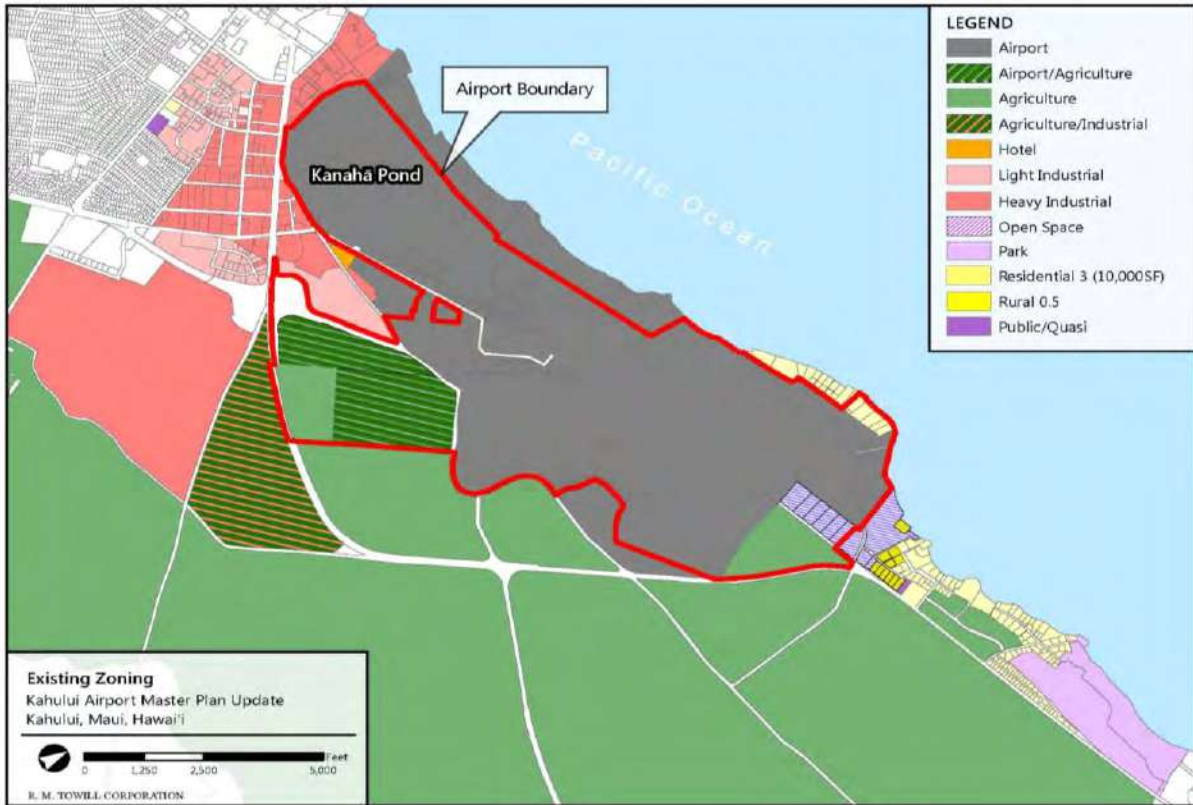 Airport Boundary
Kanahā Pond
Pacific Ocean
LEGEND
Airport
Airport/Agriculture
Agriculture
Agriculture/Industrial
Hotel
Light Industrial
Heavy Industrial
Open Space
Park
Residential 3 (10,000SF)
Rural 0.5
Public/Quasi
Existing Zoning
Kahului Airport Master Plan Update
Kahului, Maui, Hawai'i
Feet
0 1,250 2,500 5,000
R. M. TOWILL CORPORATION